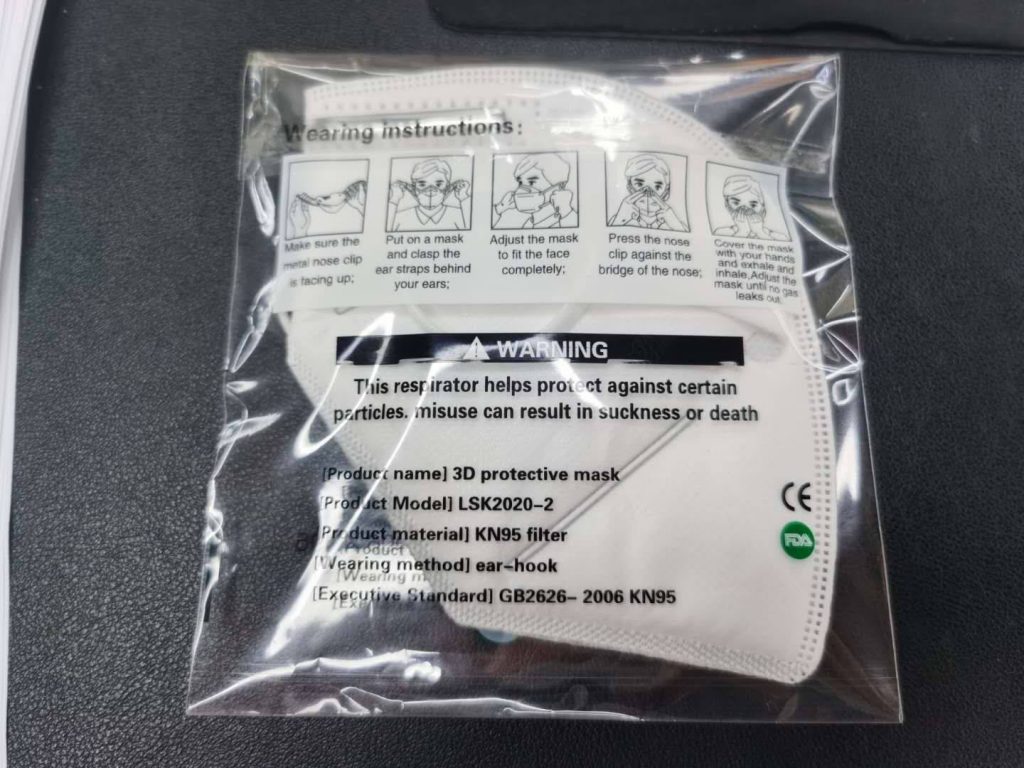 Wearing instructions:
Make sure the
metal nose clip
is facing up;
Put on a mask
and clasp the
ear straps behind
your ears;
Adjust the mask
to fit the face
completely;
Press the nose
clip against the
bridge of the nose;
Cover the mask
with your hands
and exhale and
inhale,Adjust the
mask until no gas
leaks out;
WARNING
This respirator helps protect against certain
particles. misuse can result in suckness or death
[Product name] 3D protective mask
[Product Model] LSK2020-2
[Product material] KN95 filter
[Wearing method] ear-hook
[Executive Standard] GB2626- 2006 KN95
CE
FDA
Product
[Wearing m
[Exe